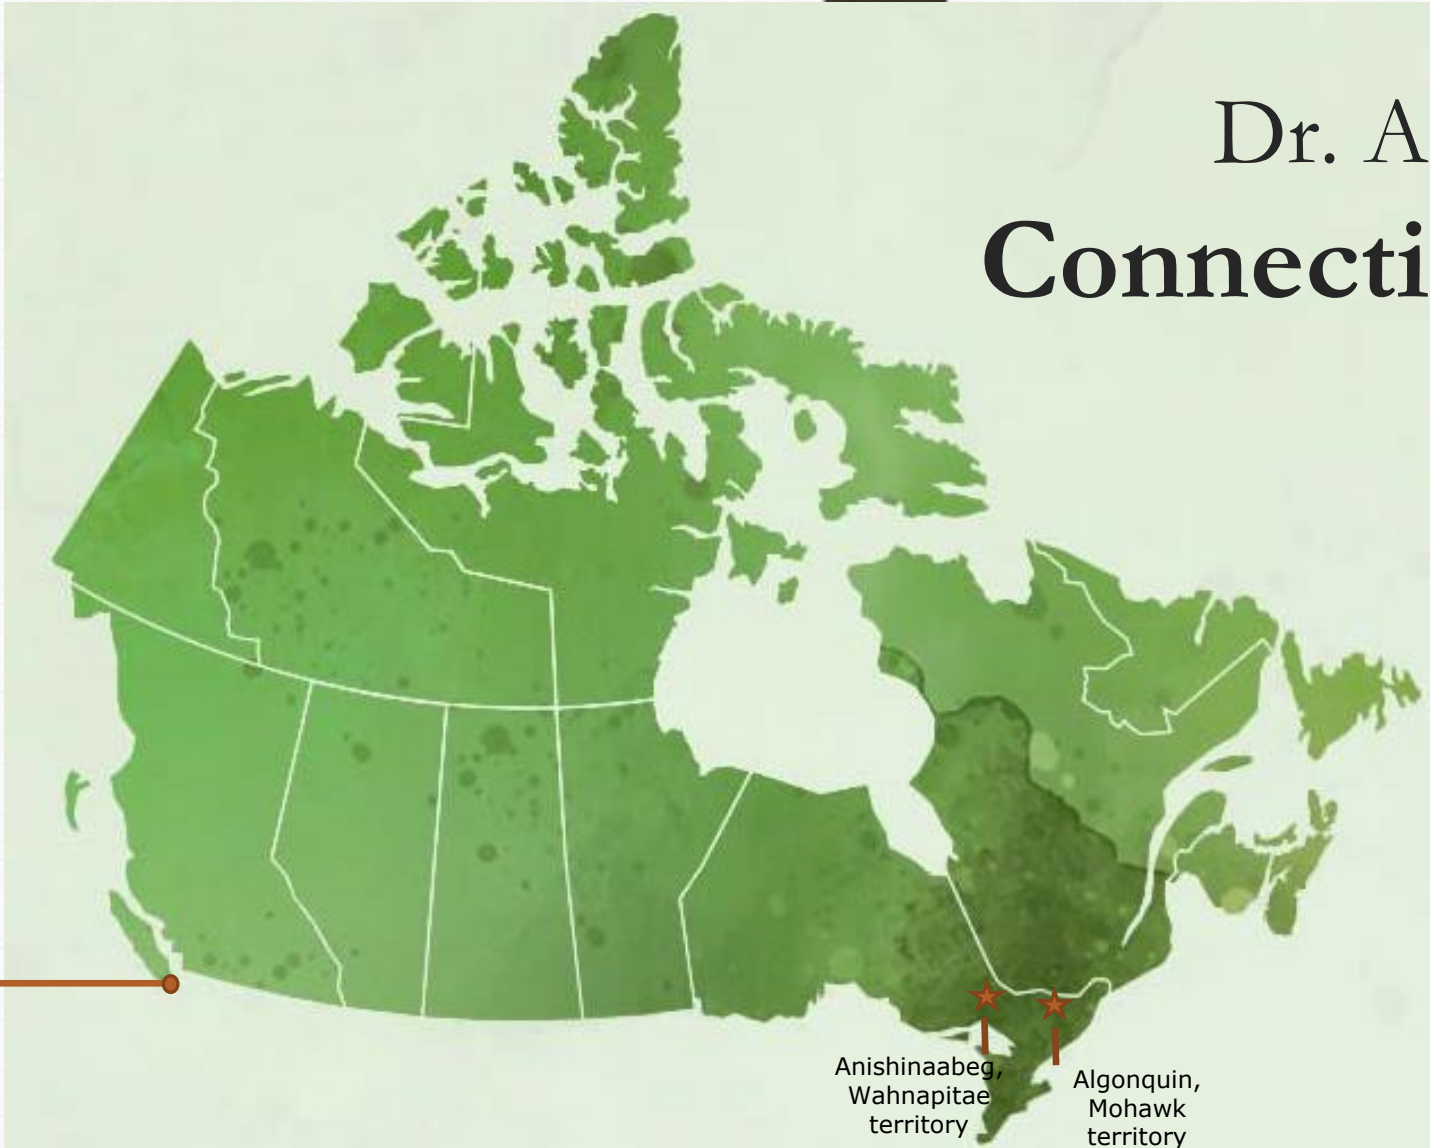 Dr. A
Connecti
Anishinaabeg,
Wahnapitae
territory
Algonquin,
Mohawk
territory